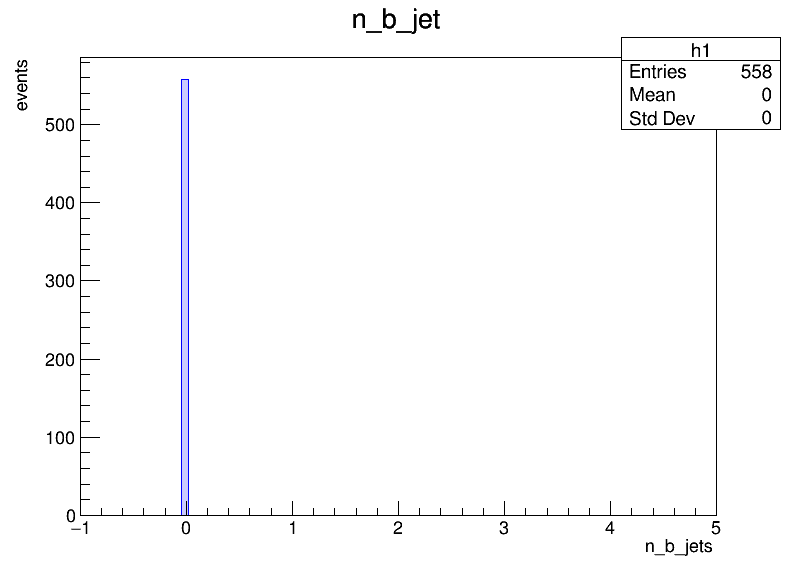 n_b_jet
h1
Entries 558
Mean 0
Std Dev 0
events
500
400
300
200
100
0
−1 0 1 2 3 4 5
n_b_jets